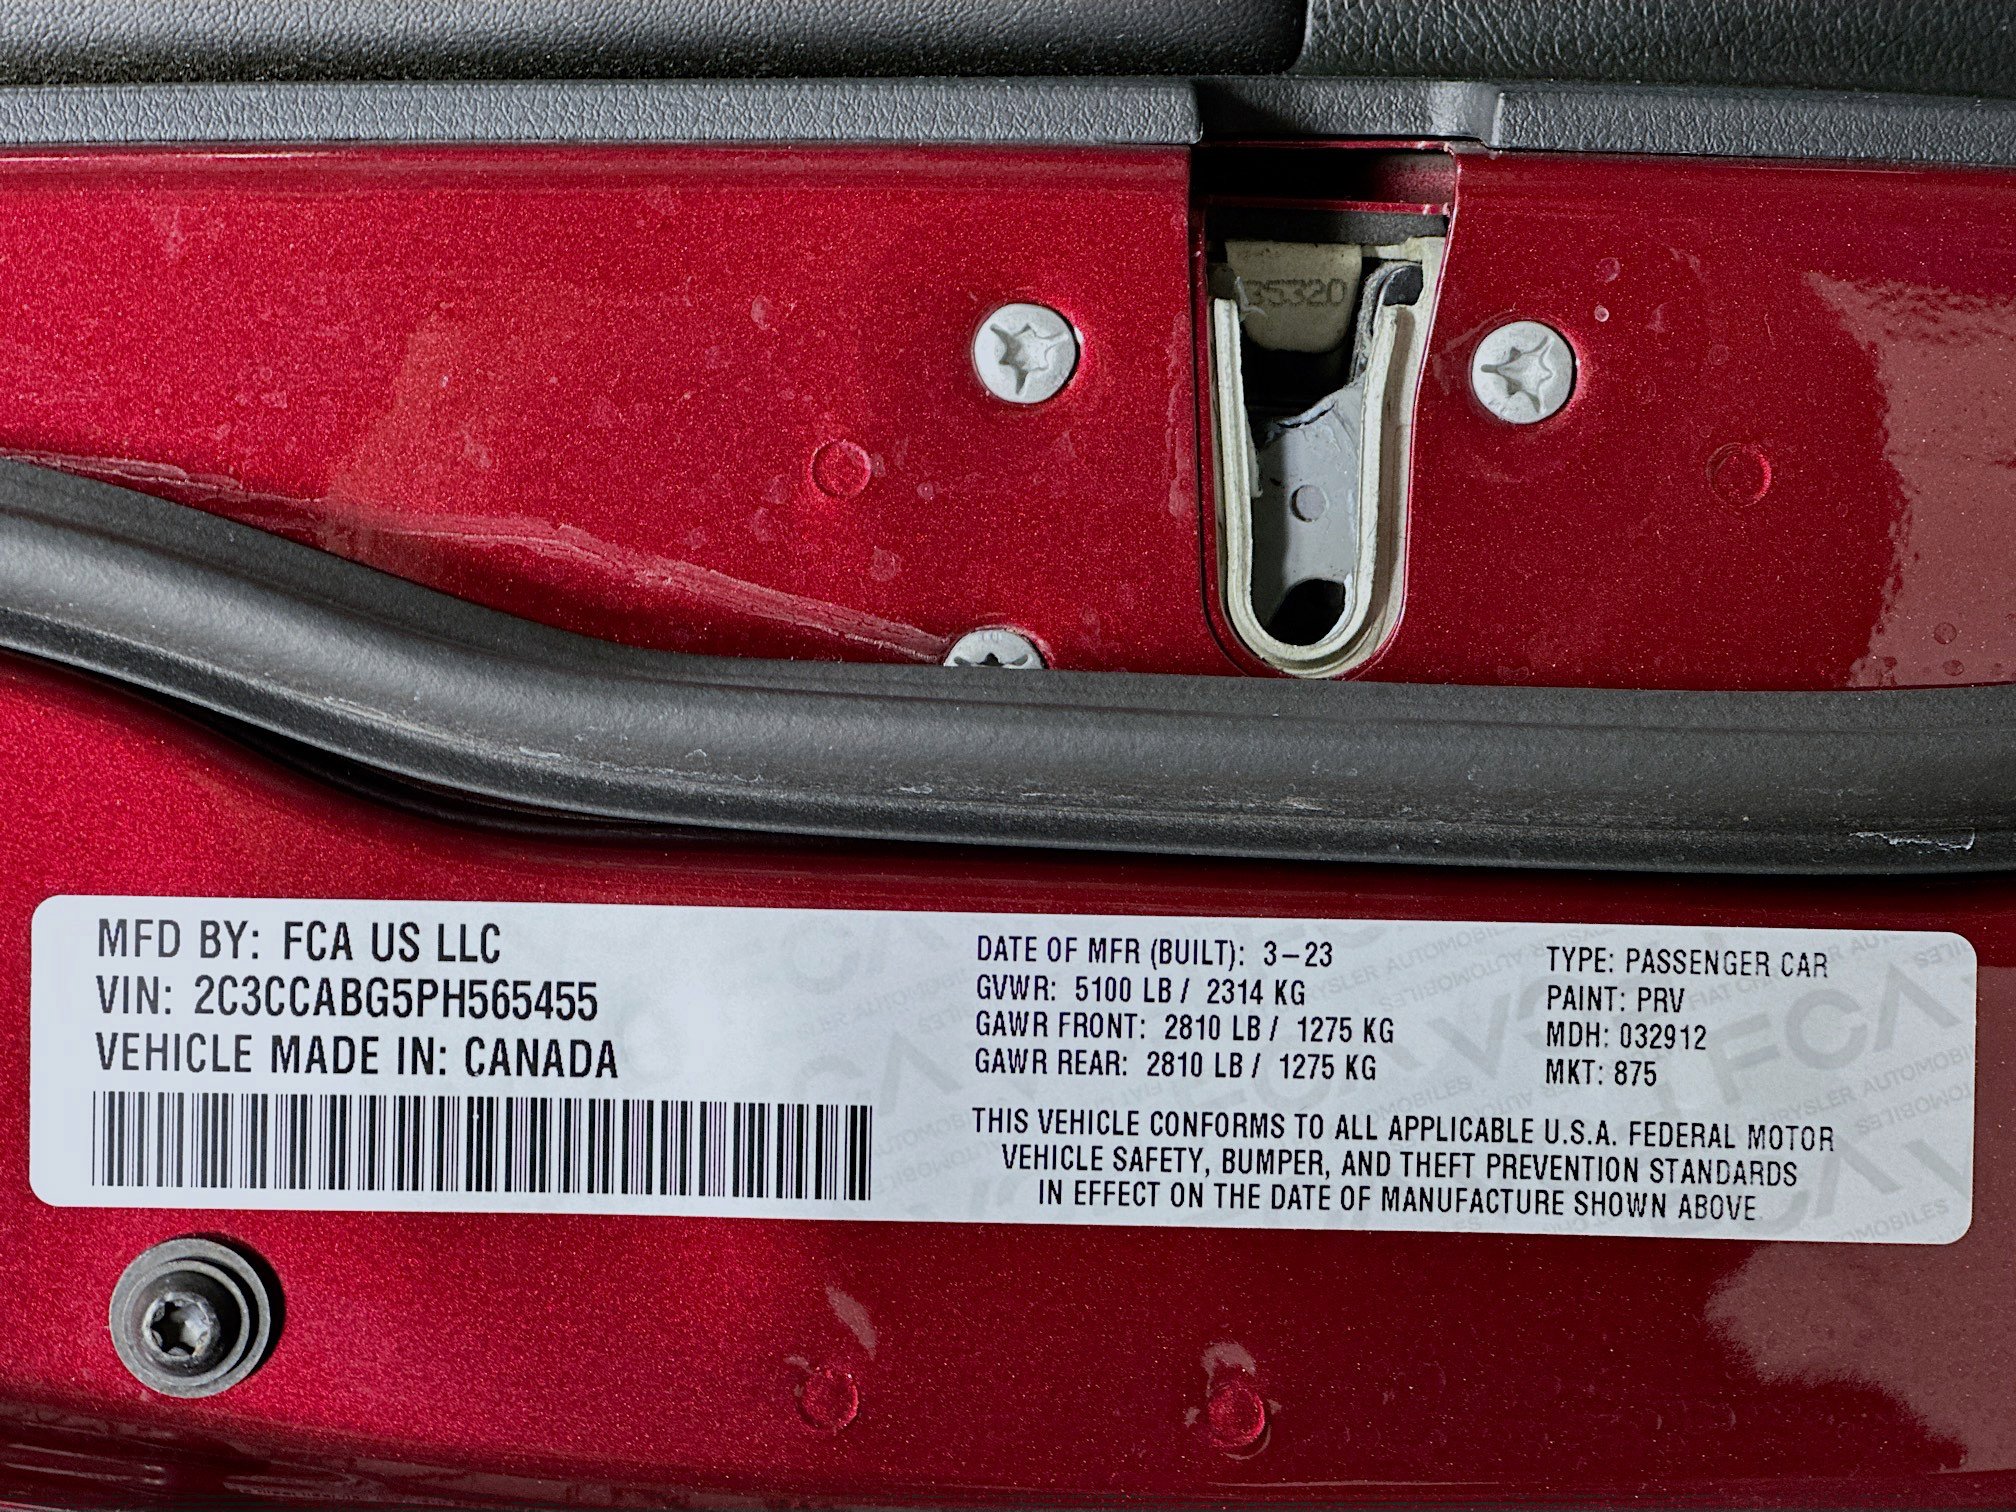 35320
MFD BY: FCA US LLC
VIN: 2C3CCABG5PH565455
VEHICLE MADE IN: CANADA
DATE OF MFR (BUILT): 3-23
GVWR: 5100 LB / 2314 KG
GAWR FRONT: 2810 LB / 1275 KG
GAWR REAR: 2810 LB / 1275 KG
TYPE: PASSENGER CAR
PAINT: PRV
MDH: 032912
MKT: 875
THIS VEHICLE CONFORMS TO ALL APPLICABLE U.S.A. FEDERAL MOTOR
VEHICLE SAFETY, BUMPER, AND THEFT PREVENTION STANDARDS
IN EFFECT ON THE DATE OF MANUFACTURE SHOWN ABOVE.